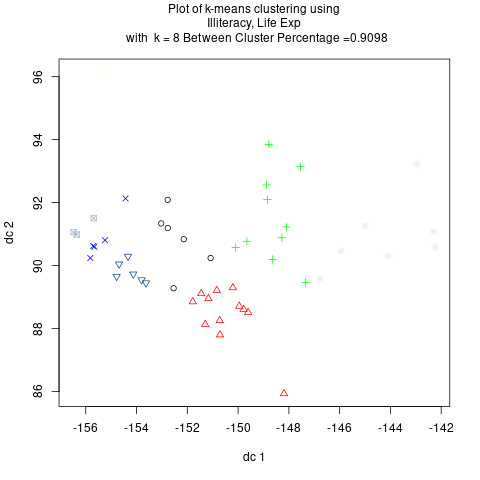 Plot of k-means clustering using
Illiteracy, Life Exp
with  k = 8 Between Cluster Percentage =0.9098
96
94
92
90
88
86
dc 2
-156
-154
-152
-150
-148
-146
-144
-142
dc 1